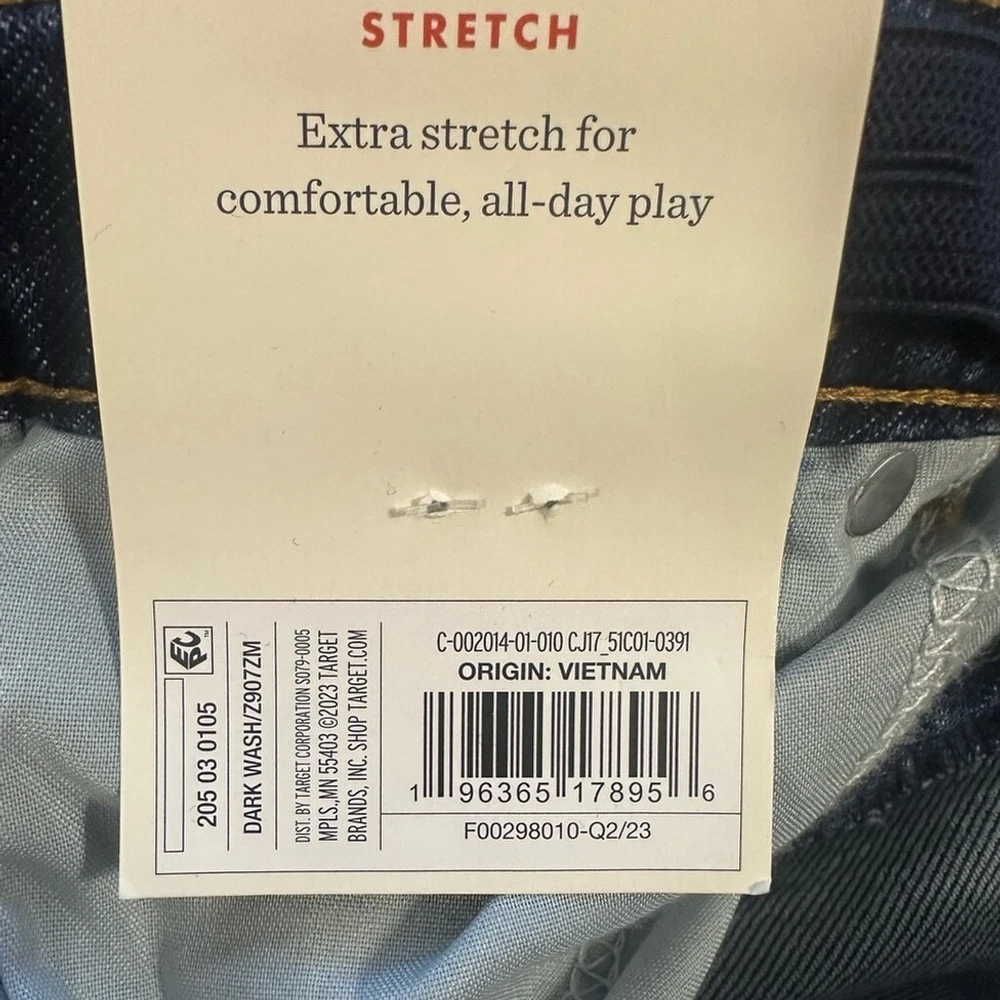 STRETCH
Extra stretch for
comfortable, all-day play
EPC™
205 03 0105
DARK WASH/Z907ZM
DIST. BY TARGET CORPORATION S079-0005
MPLS.,MN 55403 ©2023 TARGET
BRANDS, INC. SHOP TARGET.COM
C-002014-01-010 CJ17_51C01-0391
ORIGIN: VIETNAM
1 96365 17895 6
F00298010-Q2/23